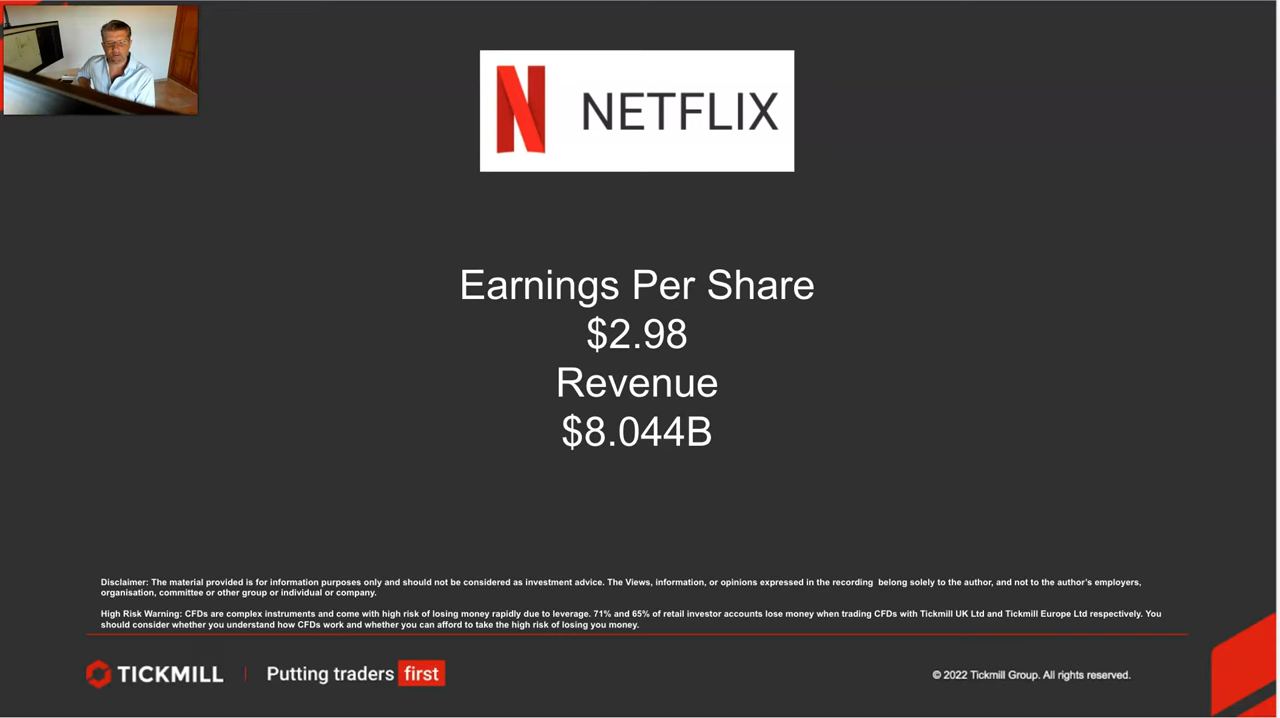 NETFLIX
Earnings Per Share
$2.98
Revenue
$8.044B
Disclaimer: The material provided is for information purposes only and should not be considered as investment advice. The Views, information, or opinions expressed in the recording  belong solely to the author, and not to the author's employers,
organisation, committee or other group or individual or company.
High Risk Warning: CFDs are complex instruments and come with high risk of losing money rapidly due to leverage. 71% and 65% of retail investor accounts lose money when trading CFDs with Tickmill UK Ltd and Tickmill Europe Ltd respectively. You
should consider whether you understand how CFDs work and whether you can afford to take the high risk of losing you money.
TICKMILL | Putting traders first © 2022 Tickmill Group. All rights reserved.